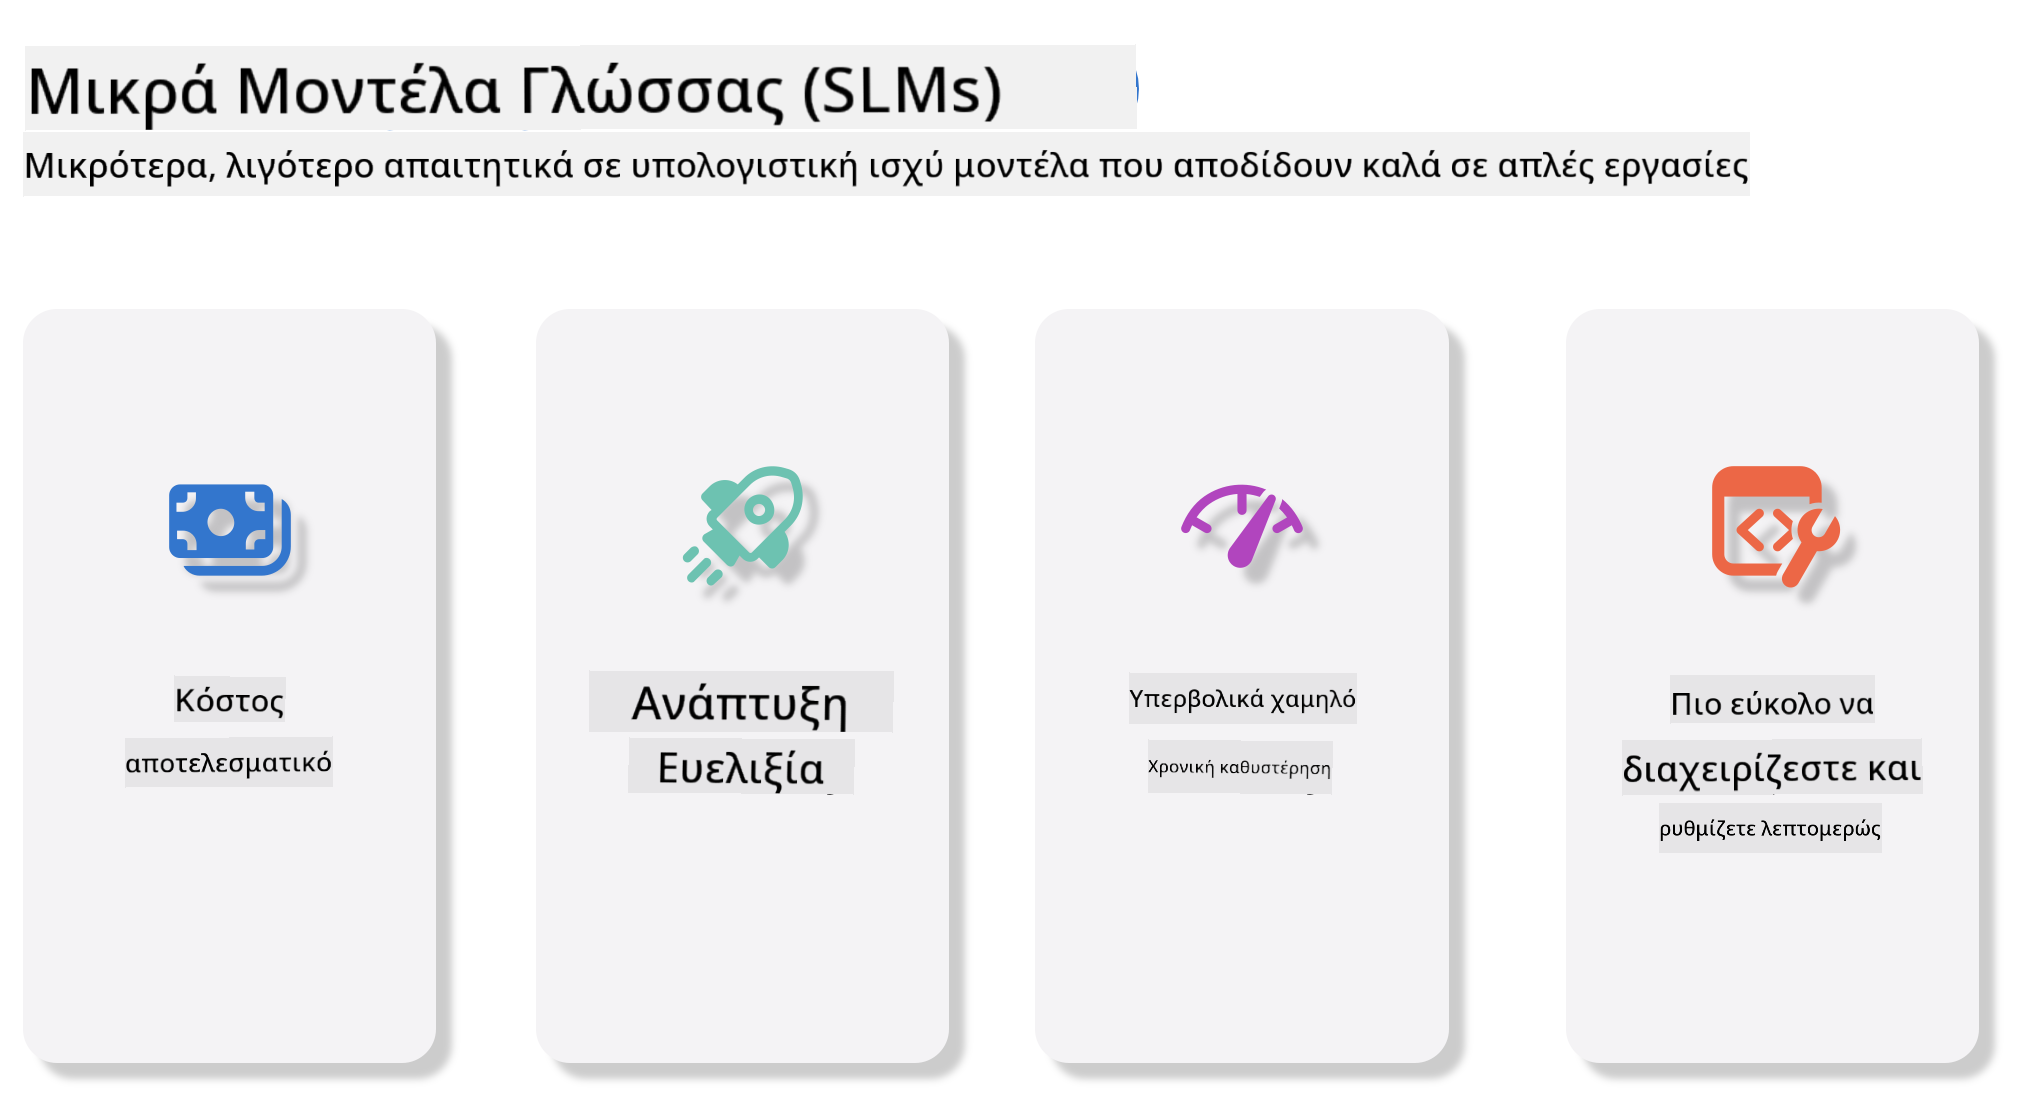 Μικρά Μοντέλα Γλώσσας (SLMs)
Μικρότερα, λιγότερο απαιτητικά σε υπολογιστική ισχύ μοντέλα που αποδίδουν καλά σε απλές εργασίες
Κόστος
αποτελεσματικό
Ανάπτυξη
Ευελιξία
Υπερβολικά χαμηλό
Χρονική καθυστέρηση
Πιο εύκολο να
διαχειρίζεστε και
ρυθμίζετε λεπτομερώς